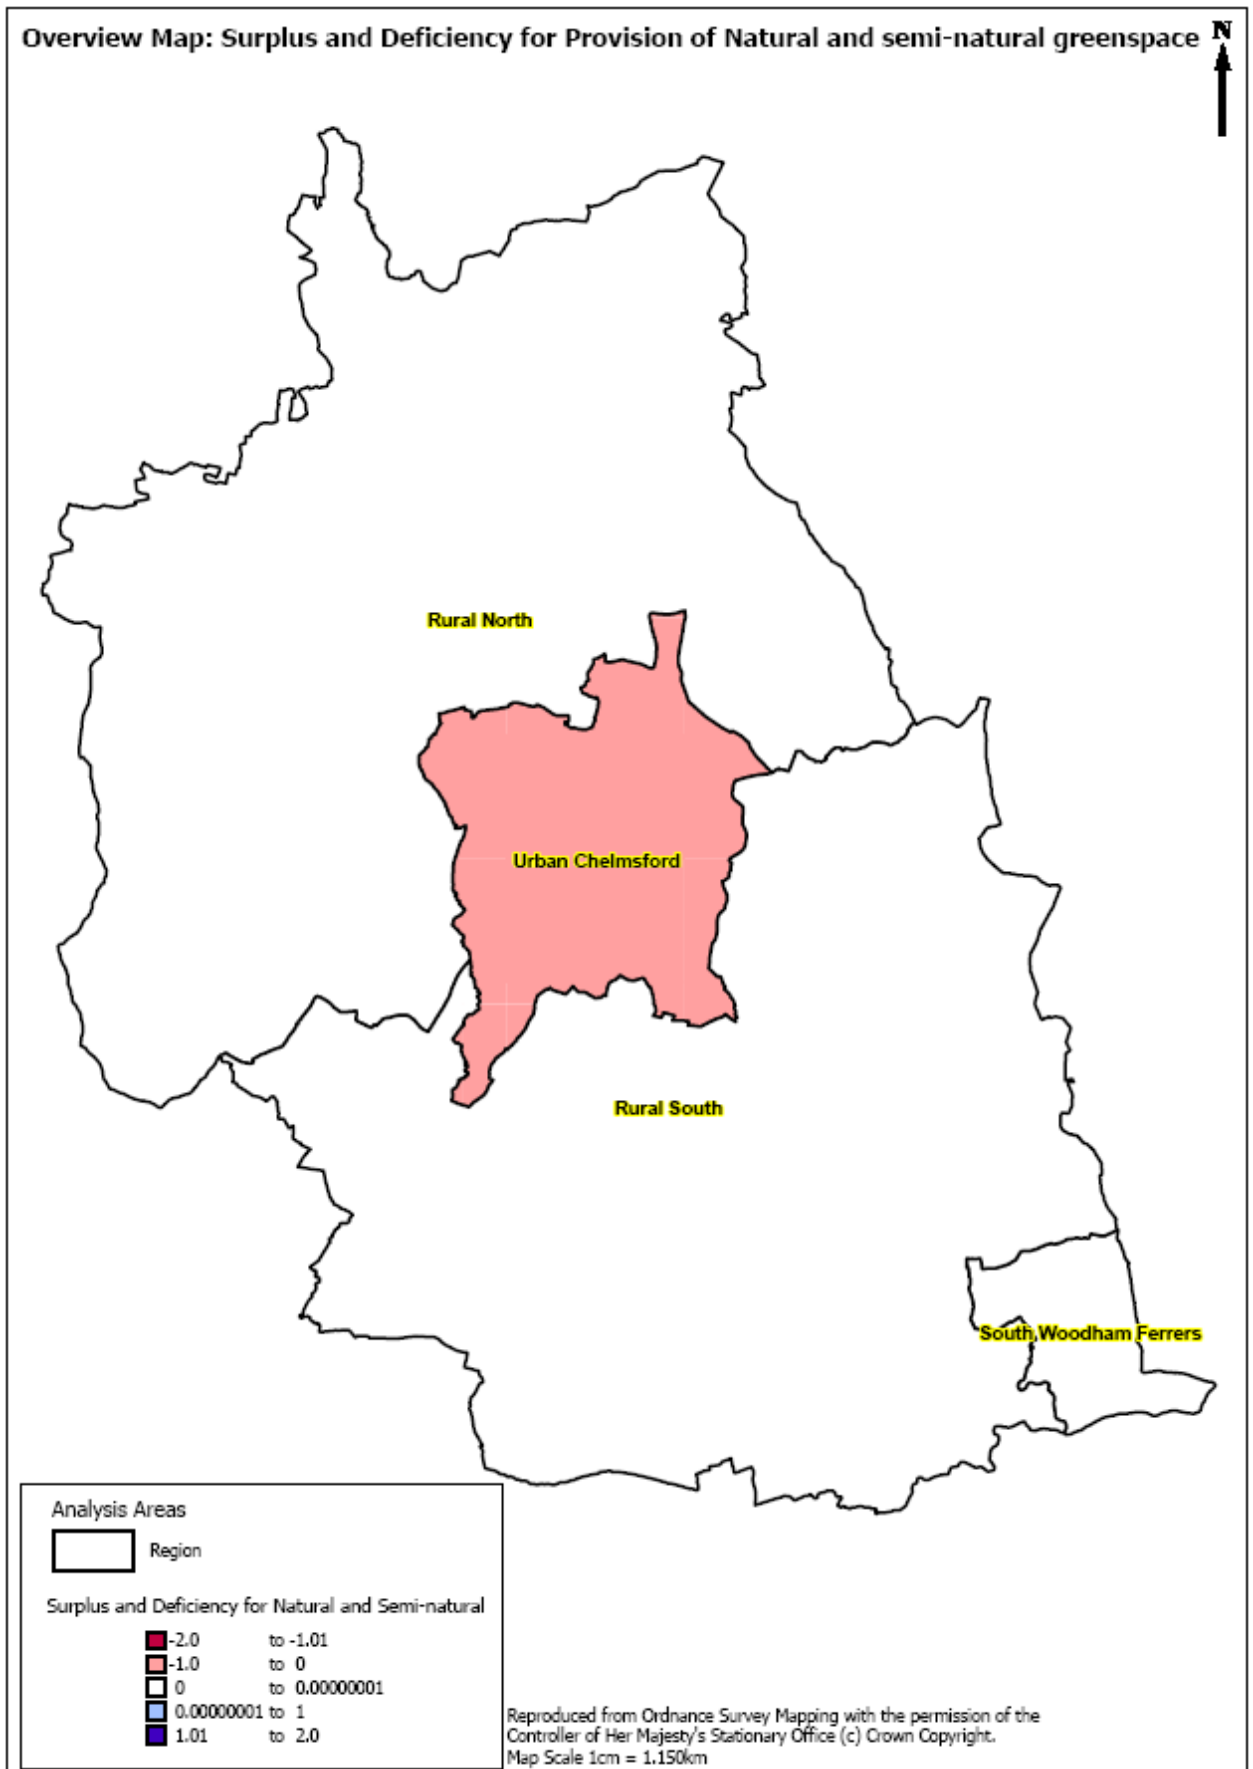 Overview Map: Surplus and Deficiency for Provision of Natural and semi-natural greenspace
N
Rural North
Urban Chelmsford
Rural South
South Woodham Ferrers
Analysis Areas
Region
Surplus and Deficiency for Natural and Semi-natural
-2.0 to -1.01
-1.0 to 0
0 to 0.00000001
0.00000001 to 1
1.01 to 2.0
Reproduced from Ordnance Survey Mapping with the permission of the
Controller of Her Majesty's Stationary Office (c) Crown Copyright.
Map Scale 1cm = 1.150km